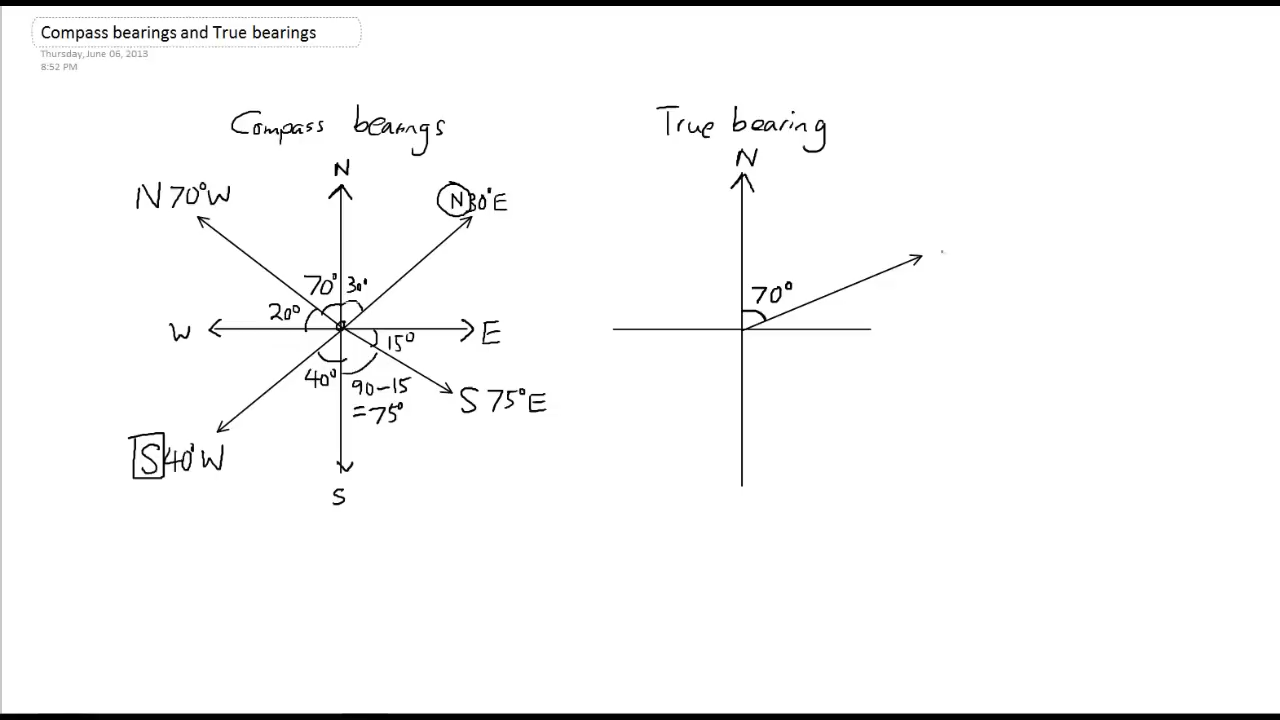 Compass bearings and True bearings
Thursday, June 06, 2013
8:52 PM
Compass bearings
True bearing
N
N
N 70° W
N30°E
70°
30°
20°
70°
W
E
15°
40°
90-15
=75°
S 75° E
S40°W
S